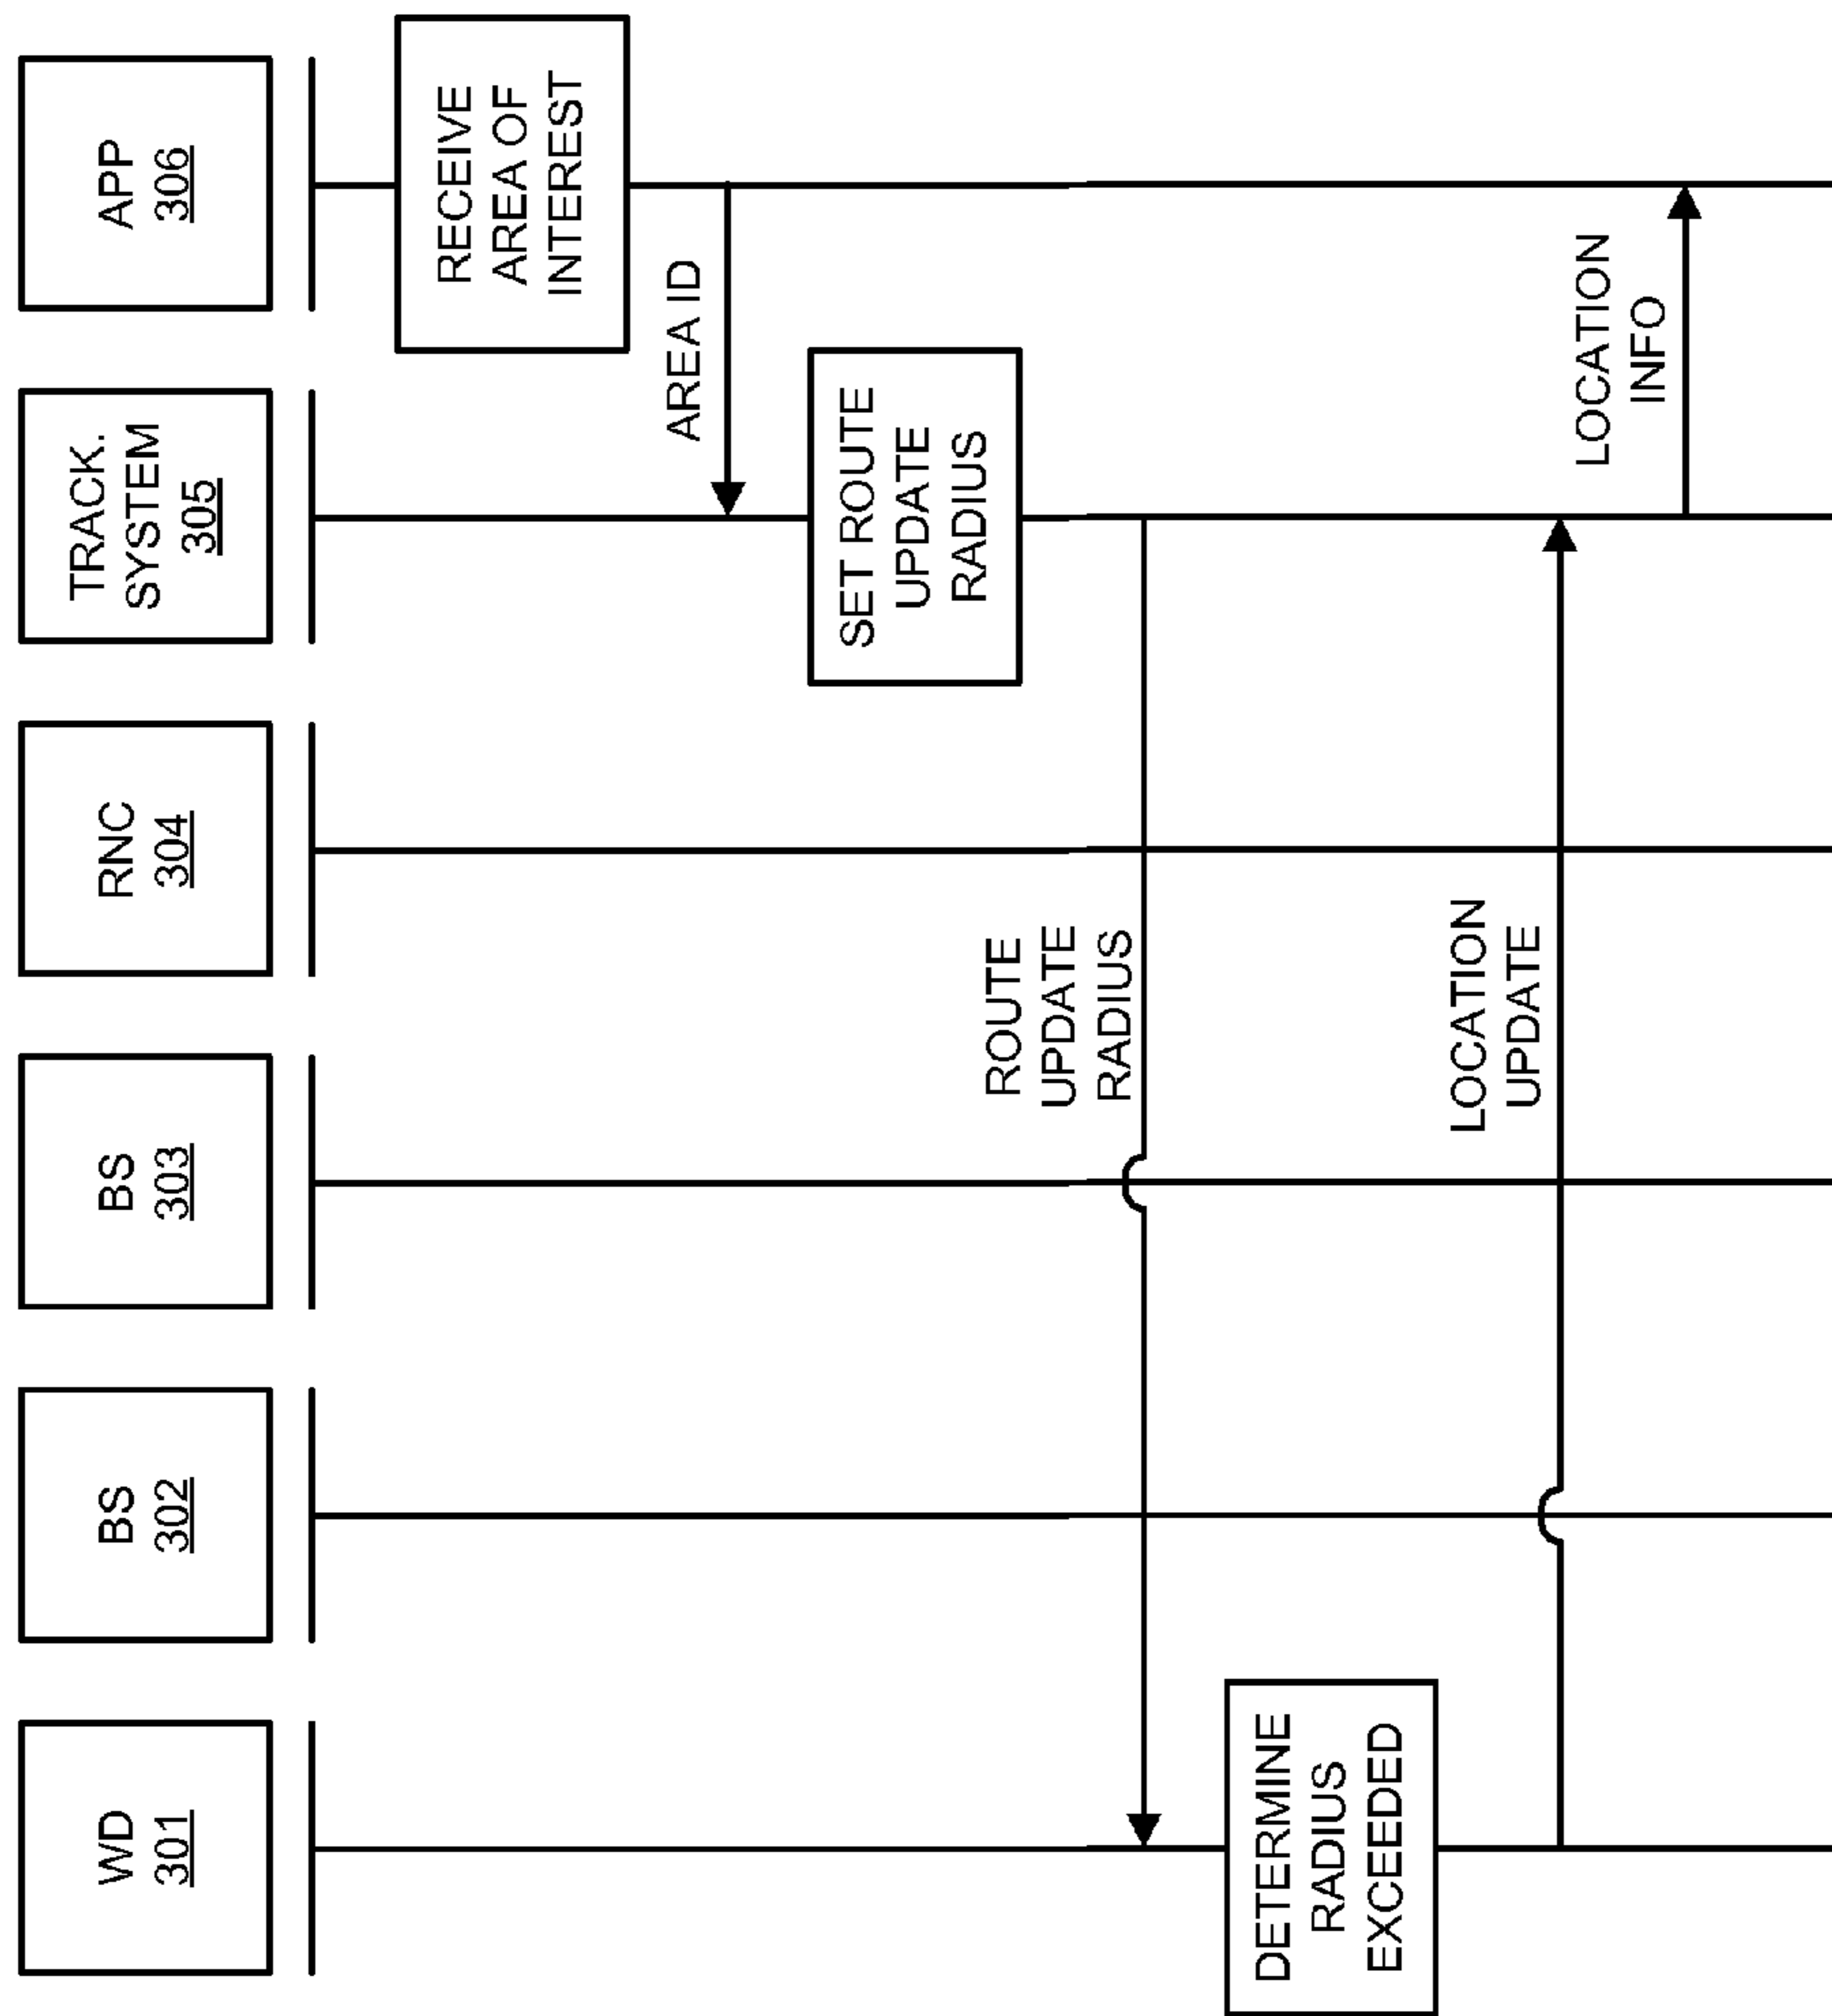 WD
301
BS
302
BS
303
RNC
304
TRACK.
SYSTEM
305
APP
306
RECEIVE
AREA OF
INTEREST
AREA ID
SET ROUTE
UPDATE
RADIUS
ROUTE
UPDATE
RADIUS
DETERMINE
RADIUS
EXCEEDED
LOCATION
UPDATE
LOCATION
INFO